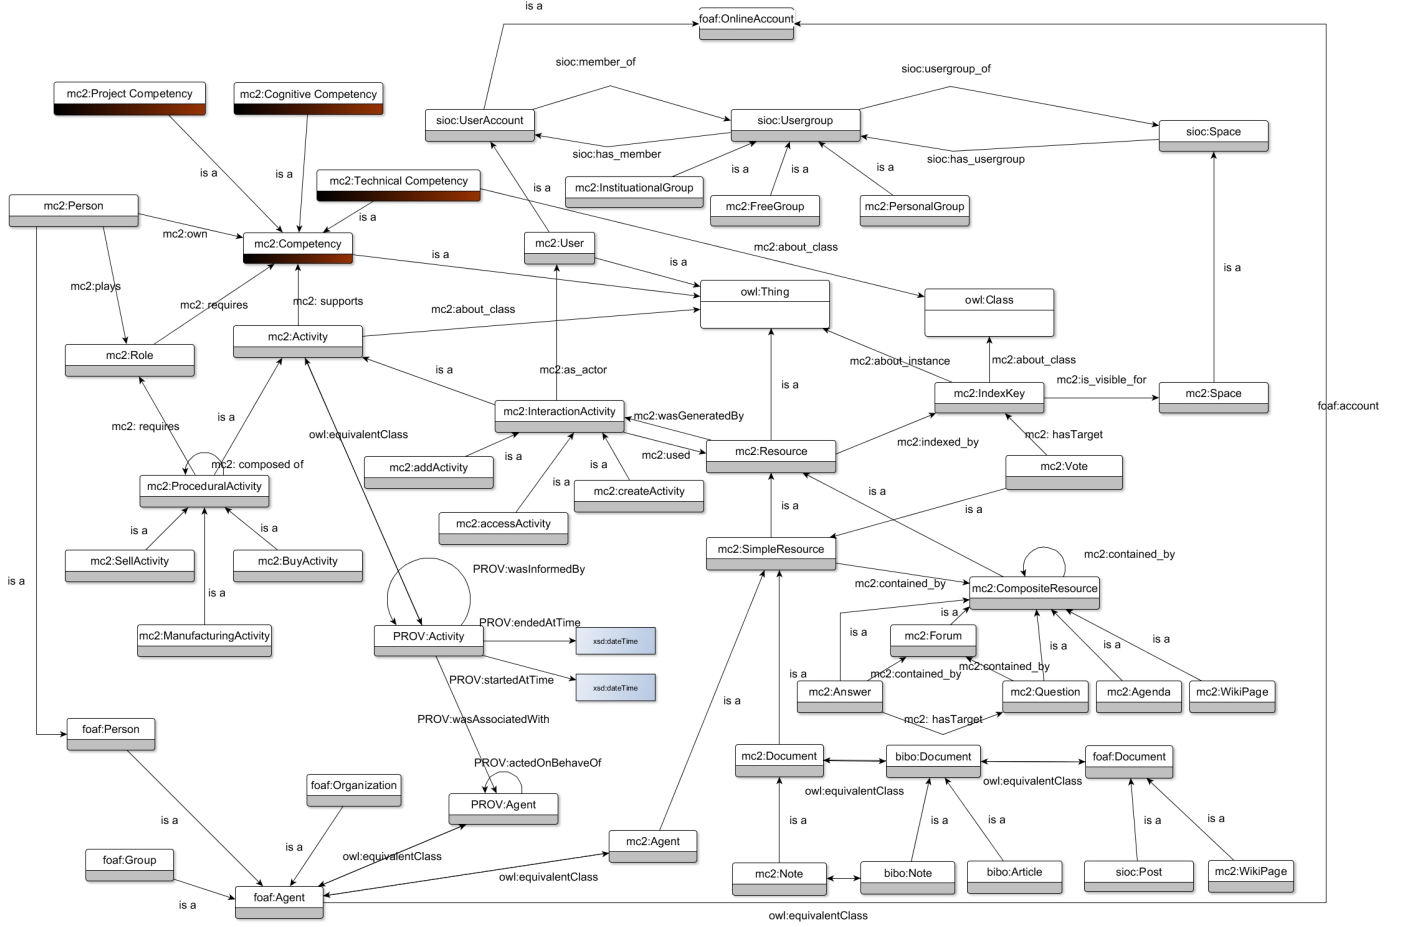 is a
foaf:OnlineAccount
sioc:member_of
sioc:usergroup_of
mc2:Project Competency
mc2:Cognitive Competency
sioc:UserAccount
sioc:Usergroup
sioc:Space
sioc:has_member
sioc:has_usergroup
is a
is a
is a
is a
is a
mc2:Technical Competency
is a
mc2:InstituationalGroup
mc2:Person
is a
mc2:FreeGroup
mc2:PersonalGroup
mc2:own
mc2:Competency
mc2:User
mc2:about_class
is a
is a
is a
mc2:plays
owl:Thing
owl:Class
mc2: requires
mc2: supports
mc2:about_class
mc2:Activity
mc2:Role
mc2:about_instance
mc2:about_class
is a
mc2:as_actor
is a
mc2:IndexKey
mc2:is_visible_for
mc2:Space
foaf:account
mc2:InteractionActivity
mc2:wasGeneratedBy
is a
mc2: requires
owl:equivalentClass
mc2:indexed_by
mc2: hasTarget
mc2:Resource
mc2:used
is a
mc2: composed of
mc2:addActivity
is a
mc2:Vote
mc2:ProceduralActivity
is a
mc2:createActivity
is a
is a
is a
mc2:accessActivity
is a
is a
mc2:SimpleResource
mc2:SellActivity
mc2:BuyActivity
mc2:contained_by
PROV:wasInformedBy
is a
mc2:contained_by
mc2:CompositeResource
is a
is a
PROV:endedAtTime
mc2:ManufacturingActivity
PROV:Activity
xsd:dateTime
is a
mc2:Forum
is a
is a
is a
mc2:contained_by
mc2:contained_by
is a
PROV:startedAtTime
xsd:dateTime
mc2:Answer
mc2:Question
mc2:Agenda
mc2:WikiPage
is a
PROV:wasAssociatedWith
mc2: hasTarget
foaf:Person
mc2:Document
bibo:Document
foaf:Document
PROV:actedOnBehaveOf
owl:equivalentClass
owl:equivalentClass
foaf:Organization
PROV:Agent
is a
is a
is a
is a
is a
mc2:Agent
is a
owl:equivalentClass
foaf:Group
mc2:Note
bibo:Note
bibo:Article
sioc:Post
mc2:WikiPage
owl:equivalentClass
foaf:Agent
is a
owl:equivalentClass